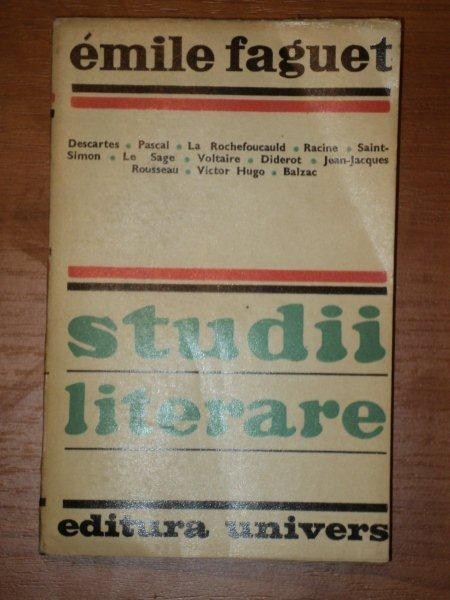 émile faguet
Descartes • Pascal • La Rochefoucauld • Racine • Saint-
Simon • Le Sage • Voltaire • Diderot • Jean-Jacques
Rousseau • Victor Hugo • Balzac
studii
literare
editura univers